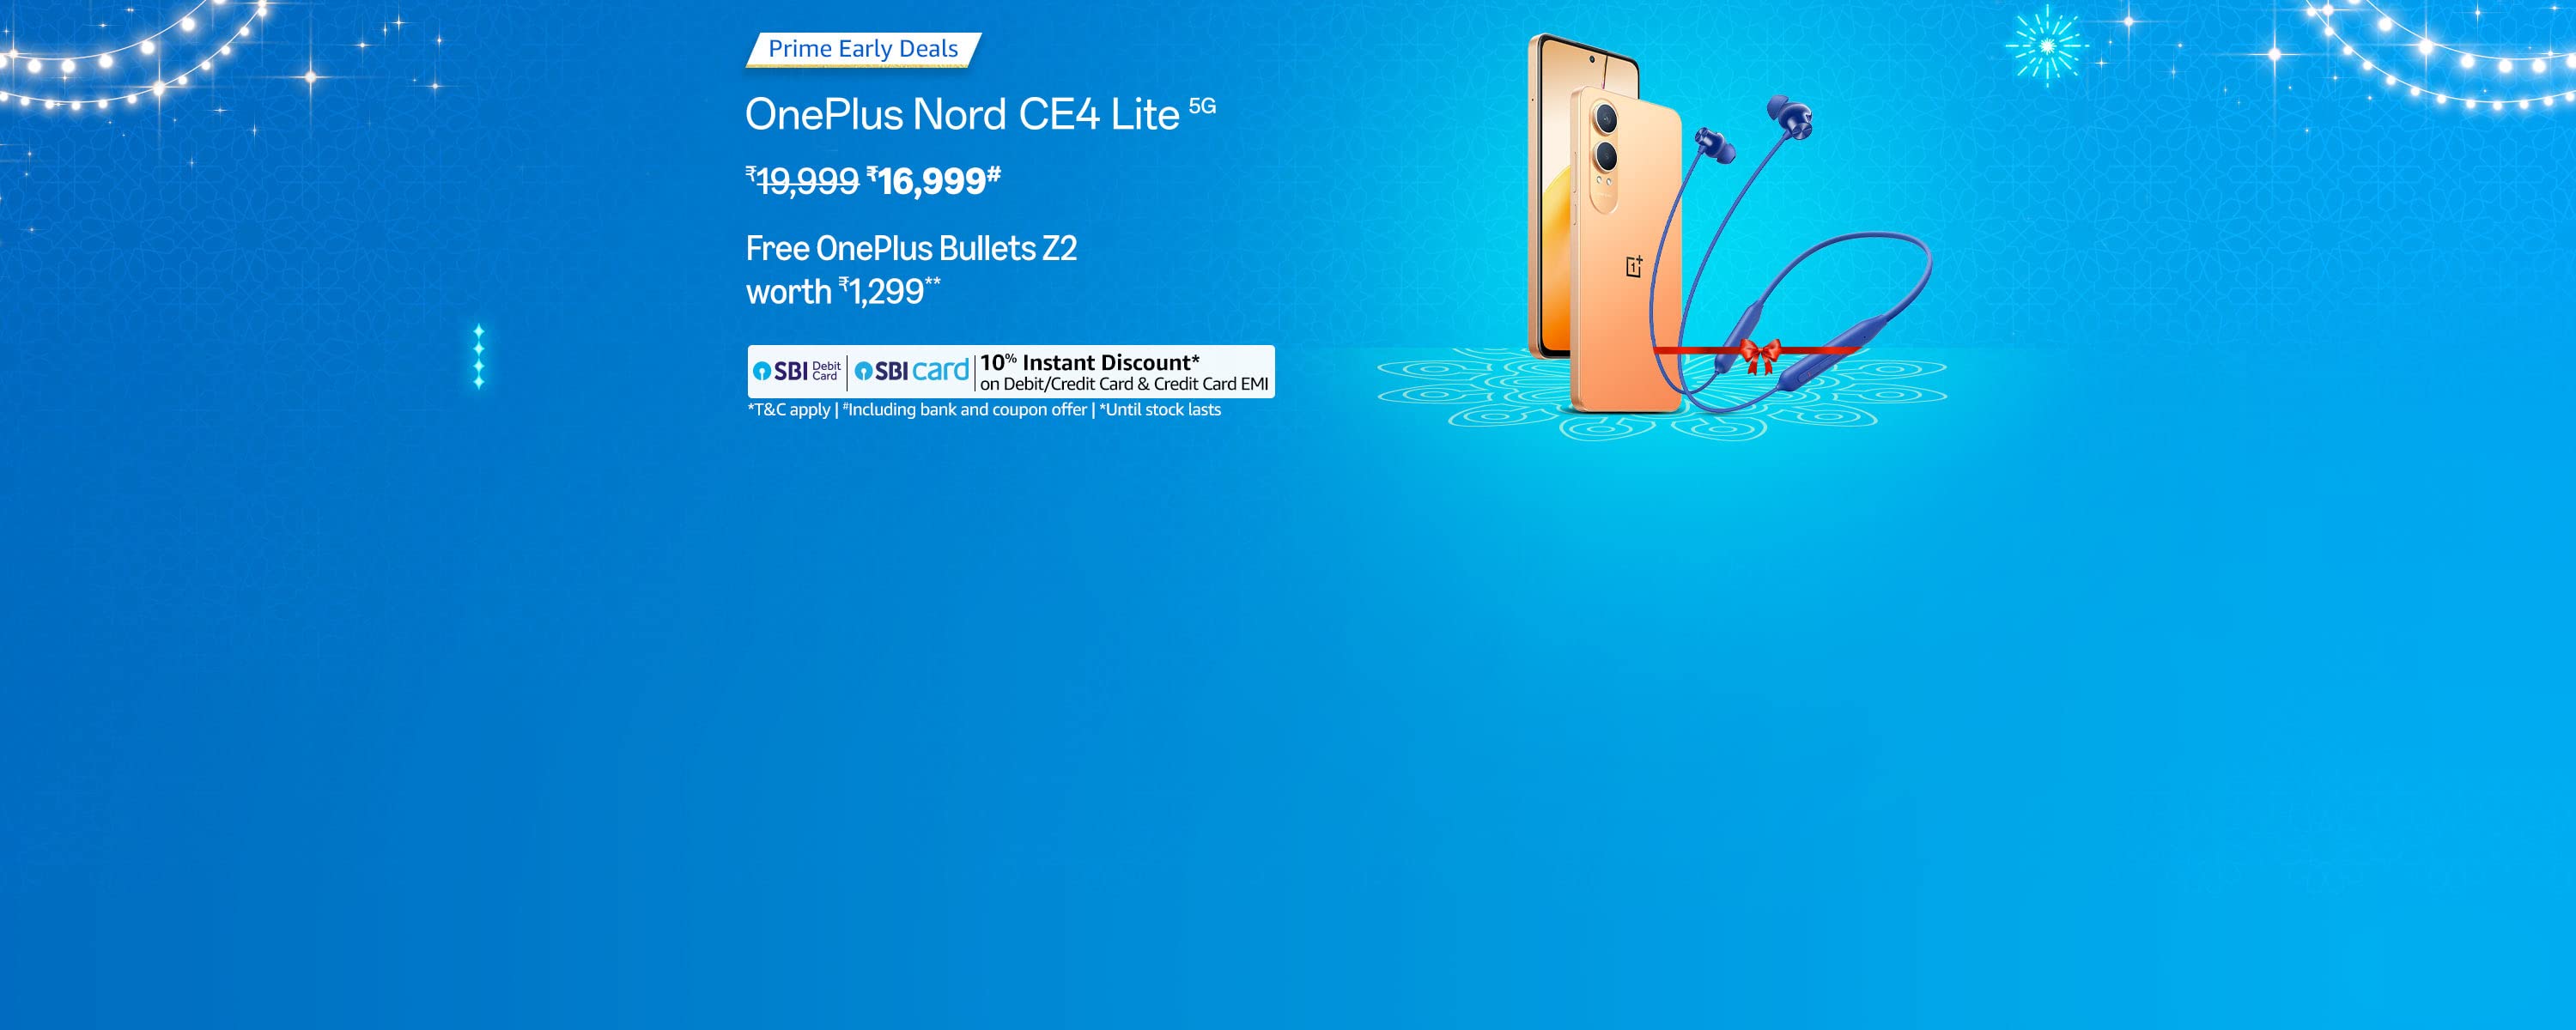 Prime Early Deals
OnePlus Nord CE4 Lite 5G
₹19,999 ₹16,999#
Free OnePlus Bullets Z2
worth ₹1,299**
SBI Debit Card | SBI card | 10% Instant Discount*
on Debit/Credit Card & Credit Card EMI
*T&C apply | #Including bank and coupon offer | *Until stock lasts